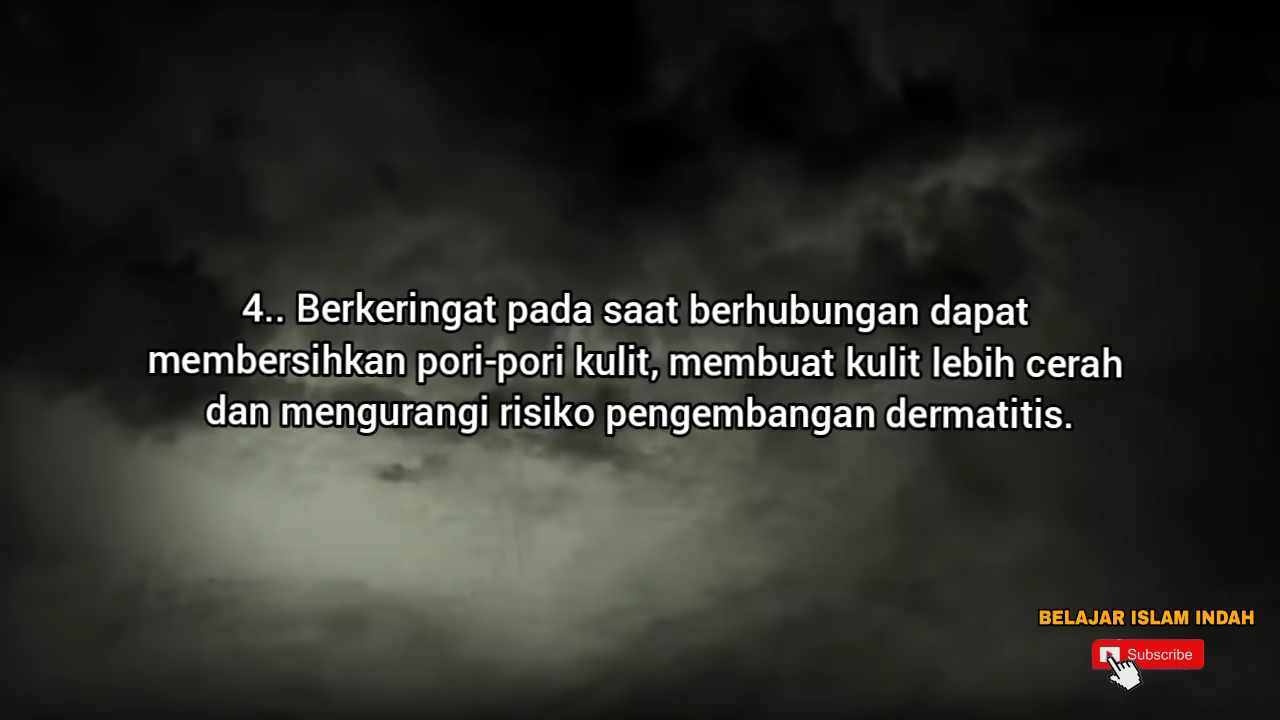 4.. Berkeringat pada saat berhubungan dapat
membersihkan pori-pori kulit, membuat kulit lebih cerah
dan mengurangi risiko pengembangan dermatitis.
BELAJAR ISLAM INDAH
Subscribe